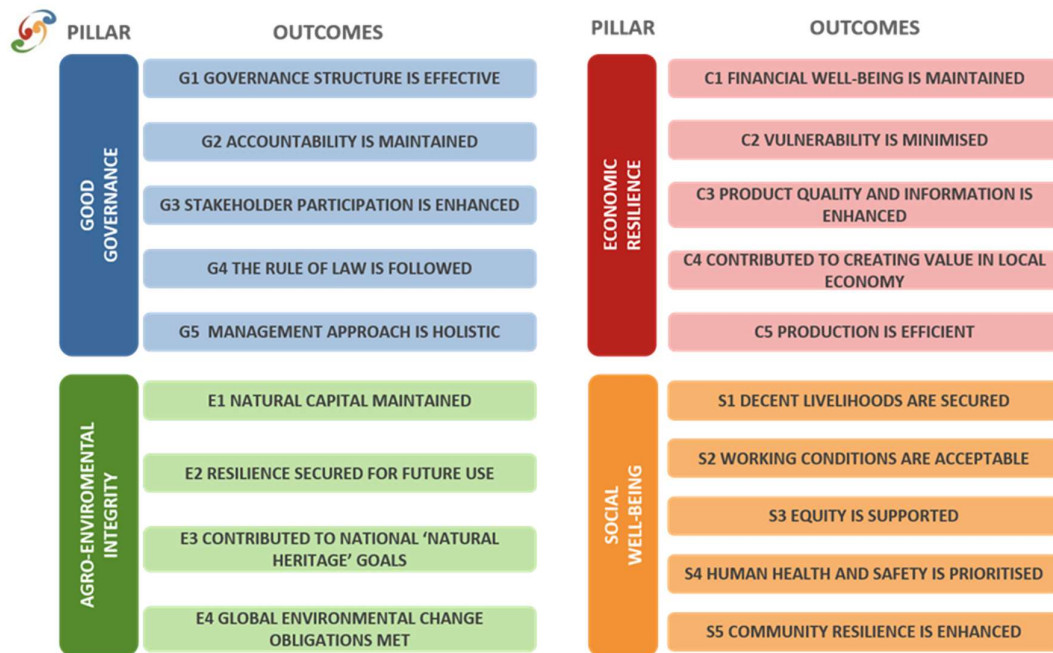 PILLAR
OUTCOMES
GOOD
GOVERNANCE
G1 GOVERNANCE STRUCTURE IS EFFECTIVE
G2 ACCOUNTABILITY IS MAINTAINED
G3 STAKEHOLDER PARTICIPATION IS ENHANCED
G4 THE RULE OF LAW IS FOLLOWED
G5 MANAGEMENT APPROACH IS HOLISTIC
AGRO-ENVIROMENTAL
INTEGRITY
E1 NATURAL CAPITAL MAINTAINED
E2 RESILIENCE SECURED FOR FUTURE USE
E3 CONTRIBUTED TO NATIONAL ‘NATURAL
HERITAGE’ GOALS
E4 GLOBAL ENVIRONMENTAL CHANGE
OBLIGATIONS MET
PILLAR
OUTCOMES
ECONOMIC
RESILIENCE
C1 FINANCIAL WELL-BEING IS MAINTAINED
C2 VULNERABILITY IS MINIMISED
C3 PRODUCT QUALITY AND INFORMATION IS
ENHANCED
C4 CONTRIBUTED TO CREATING VALUE IN LOCAL
ECONOMY
C5 PRODUCTION IS EFFICIENT
SOCIAL
WELL-BEING
S1 DECENT LIVELIHOODS ARE SECURED
S2 WORKING CONDITIONS ARE ACCEPTABLE
S3 EQUITY IS SUPPORTED
S4 HUMAN HEALTH AND SAFETY IS PRIORITISED
S5 COMMUNITY RESILIENCE IS ENHANCED